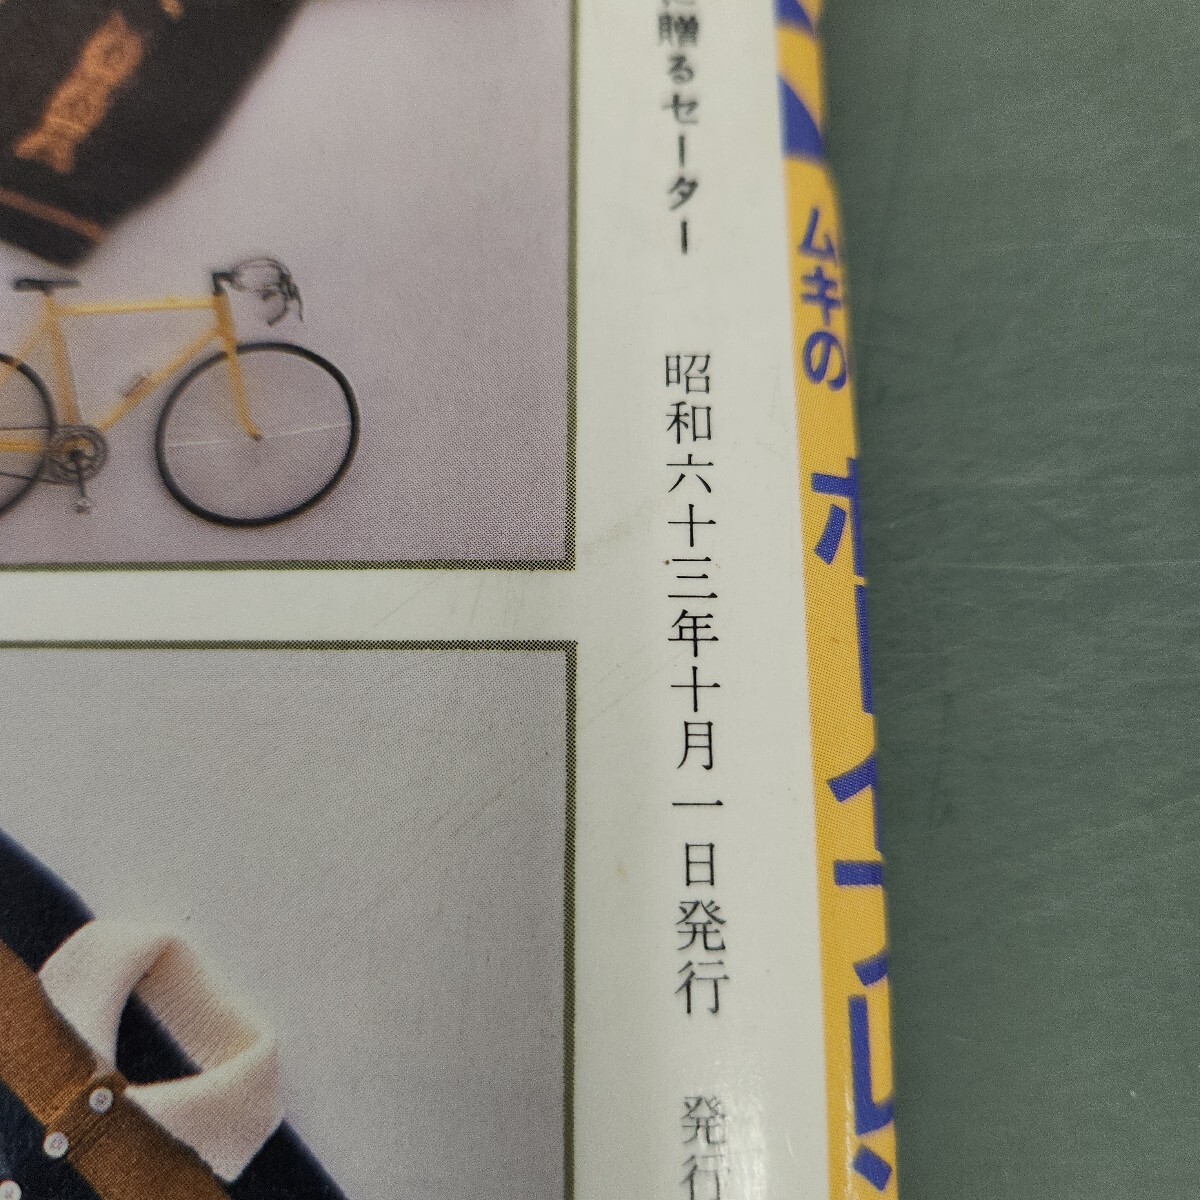 ムキの
に贈るセーター 昭和六十三年十月一日発行 発行